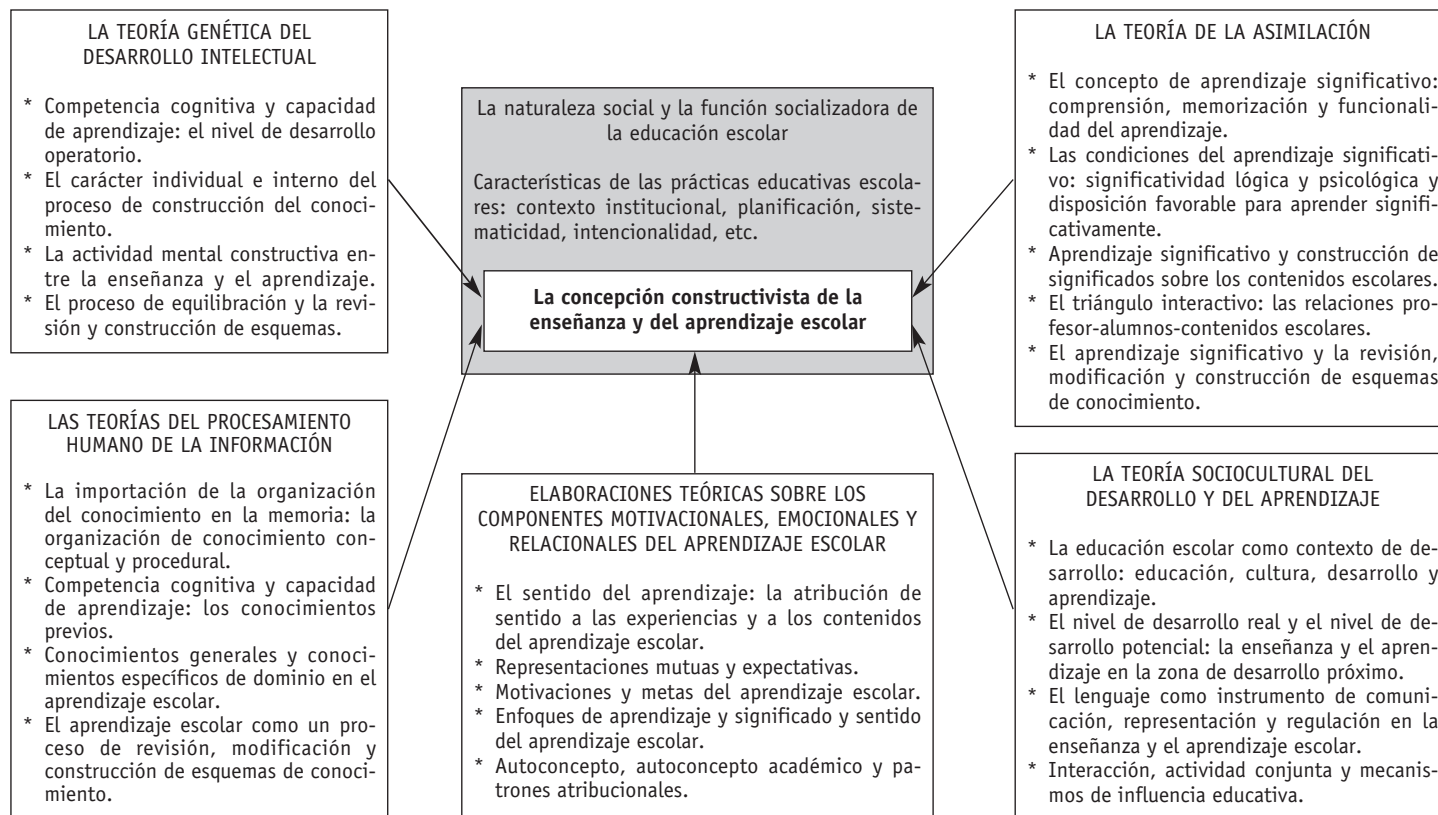 LA TEORÍA GENÉTICA DEL
DESARROLLO INTELECTUAL
* Competencia cognitiva y capacidad
de aprendizaje: el nivel de desarrollo
operatorio.
* El carácter individual e interno del
proceso de construcción del conoci-
miento.
* La actividad mental constructiva en-
tre la enseñanza y el aprendizaje.
* El proceso de equilibración y la revi-
sión y construcción de esquemas.
LAS TEORÍAS DEL PROCESAMIENTO
HUMANO DE LA INFORMACIÓN
* La importación de la organización
del conocimiento en la memoria: la
organización de conocimiento con-
ceptual y procedural.
* Competencia cognitiva y capacidad
de aprendizaje: los conocimientos
previos.
* Conocimientos generales y conoci-
mientos específicos de dominio en el
aprendizaje escolar.
* El aprendizaje escolar como un pro-
ceso de revisión, modificación y
construcción de esquemas de conoci-
miento.
La naturaleza social y la función socializadora de
la educación escolar
Características de las prácticas educativas escola-
res: contexto institucional, planificación, siste-
maticidad, intencionalidad, etc.
La concepción constructivista de la
enseñanza y del aprendizaje escolar
ELABORACIONES TEÓRICAS SOBRE LOS
COMPONENTES MOTIVACIONALES, EMOCIONALES Y
RELACIONALES DEL APRENDIZAJE ESCOLAR
* El sentido del aprendizaje: la atribución de
sentido a las experiencias y a los contenidos
del aprendizaje escolar.
* Representaciones mutuas y expectativas.
* Motivaciones y metas del aprendizaje escolar.
* Enfoques de aprendizaje y significado y sentido
del aprendizaje escolar.
* Autoconcepto, autoconcepto académico y pa-
trones atribucionales.
LA TEORÍA DE LA ASIMILACIÓN
* El concepto de aprendizaje significativo:
comprensión, memorización y funcionali-
dad del aprendizaje.
* Las condiciones del aprendizaje significati-
vo: significatividad lógica y psicológica y
disposición favorable para aprender signifi-
cativamente.
* Aprendizaje significativo y construcción de
significados sobre los contenidos escolares.
* El triángulo interactivo: las relaciones pro-
fesor-alumnos-contenidos escolares.
* El aprendizaje significativo y la revisión,
modificación y construcción de esquemas
de conocimiento.
LA TEORÍA SOCIOCULTURAL DEL
DESARROLLO Y DEL APRENDIZAJE
* La educación escolar como contexto de de-
sarrollo: educación, cultura, desarrollo y
aprendizaje.
* El nivel de desarrollo real y el nivel de de-
sarrollo potencial: la enseñanza y el apren-
dizaje en la zona de desarrollo próximo.
* El lenguaje como instrumento de comuni-
cación, representación y regulación en la
enseñanza y el aprendizaje escolar.
* Interacción, actividad conjunta y mecanis-
mos de influencia educativa.